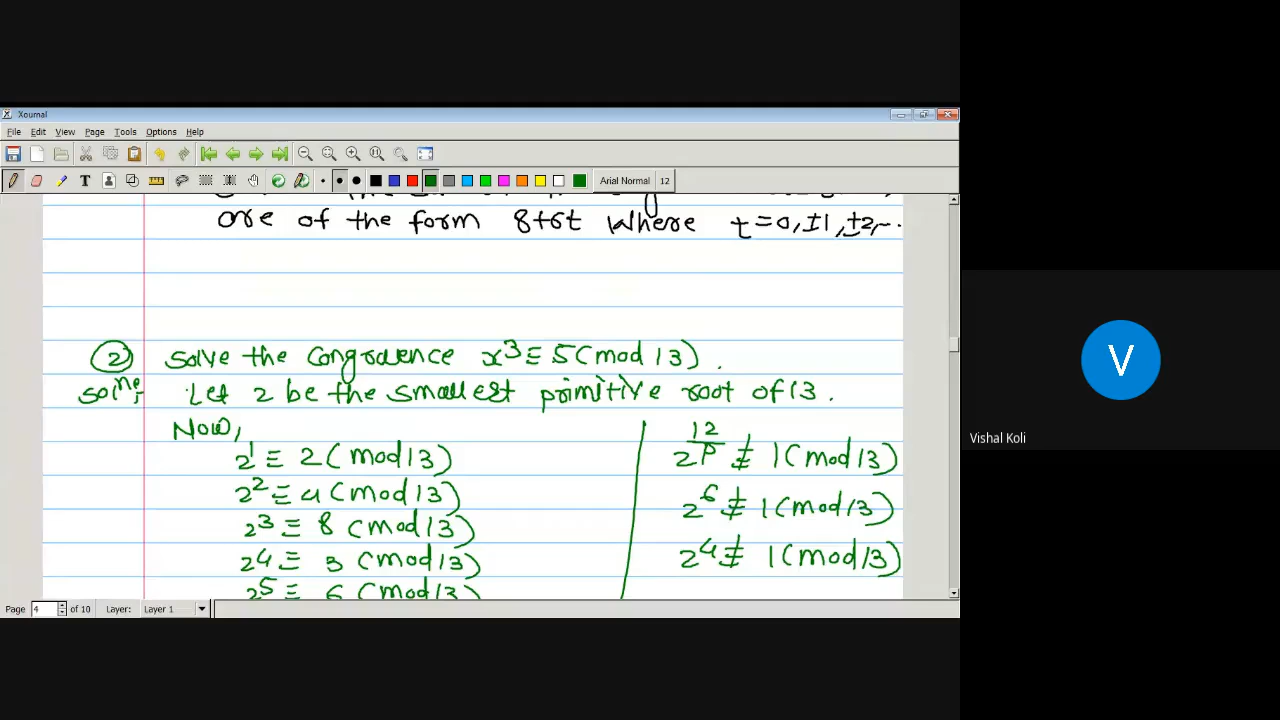 Xournal
File Edit View Page Tools Options Help
Arial Normal 12
one of the form 8+6t where t=0,±1,±2,...
② solve the congruence x³≡5(mod 13).
Solⁿ:- Let 2 be the smallest primitive root of 13.
Now,
2¹ ≡ 2(mod 13)
2² ≡ 4(mod 13)
2³ ≡ 8 (mod 13)
2⁴ ≡ 3 (mod 13)
2⁵ ≡ 6 (mod 13)
2^(12/p) ≢ 1(mod 13)
2⁶ ≢ 1(mod 13)
2⁴ ≢ 1(mod 13)
Page 4 of 10 Layer: Layer 1
V
Vishal Koli